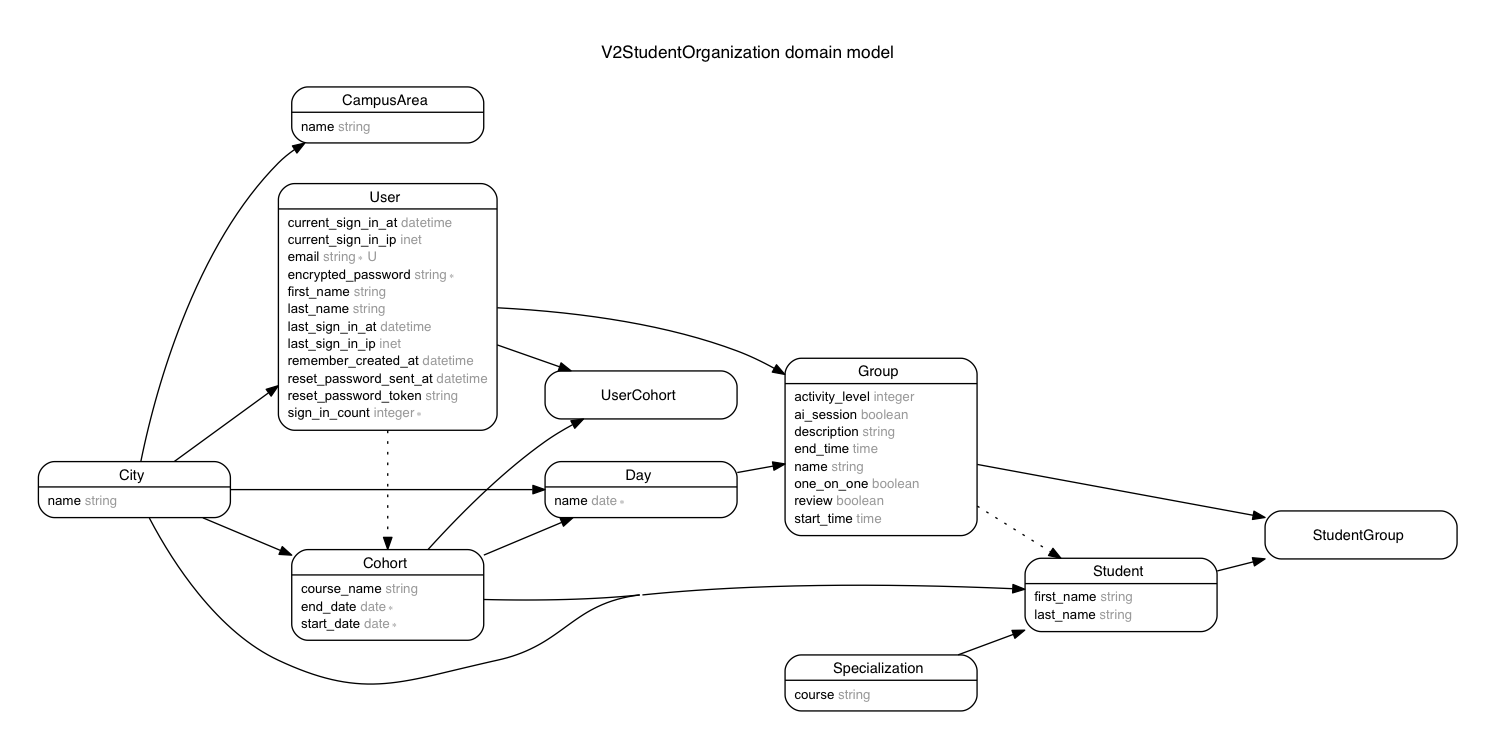 V2StudentOrganization domain model
CampusArea
name string
User
current_sign_in_at datetime
current_sign_in_ip inet
email string * U
encrypted_password string *
first_name string
last_name string
last_sign_in_at datetime
last_sign_in_ip inet
remember_created_at datetime
reset_password_sent_at datetime
reset_password_token string
sign_in_count integer *
UserCohort
Group
activity_level integer
ai_session boolean
description string
end_time time
name string
one_on_one boolean
review boolean
start_time time
City
name string
Day
name date *
Cohort
course_name string
end_date date *
start_date date *
StudentGroup
Student
first_name string
last_name string
Specialization
course string